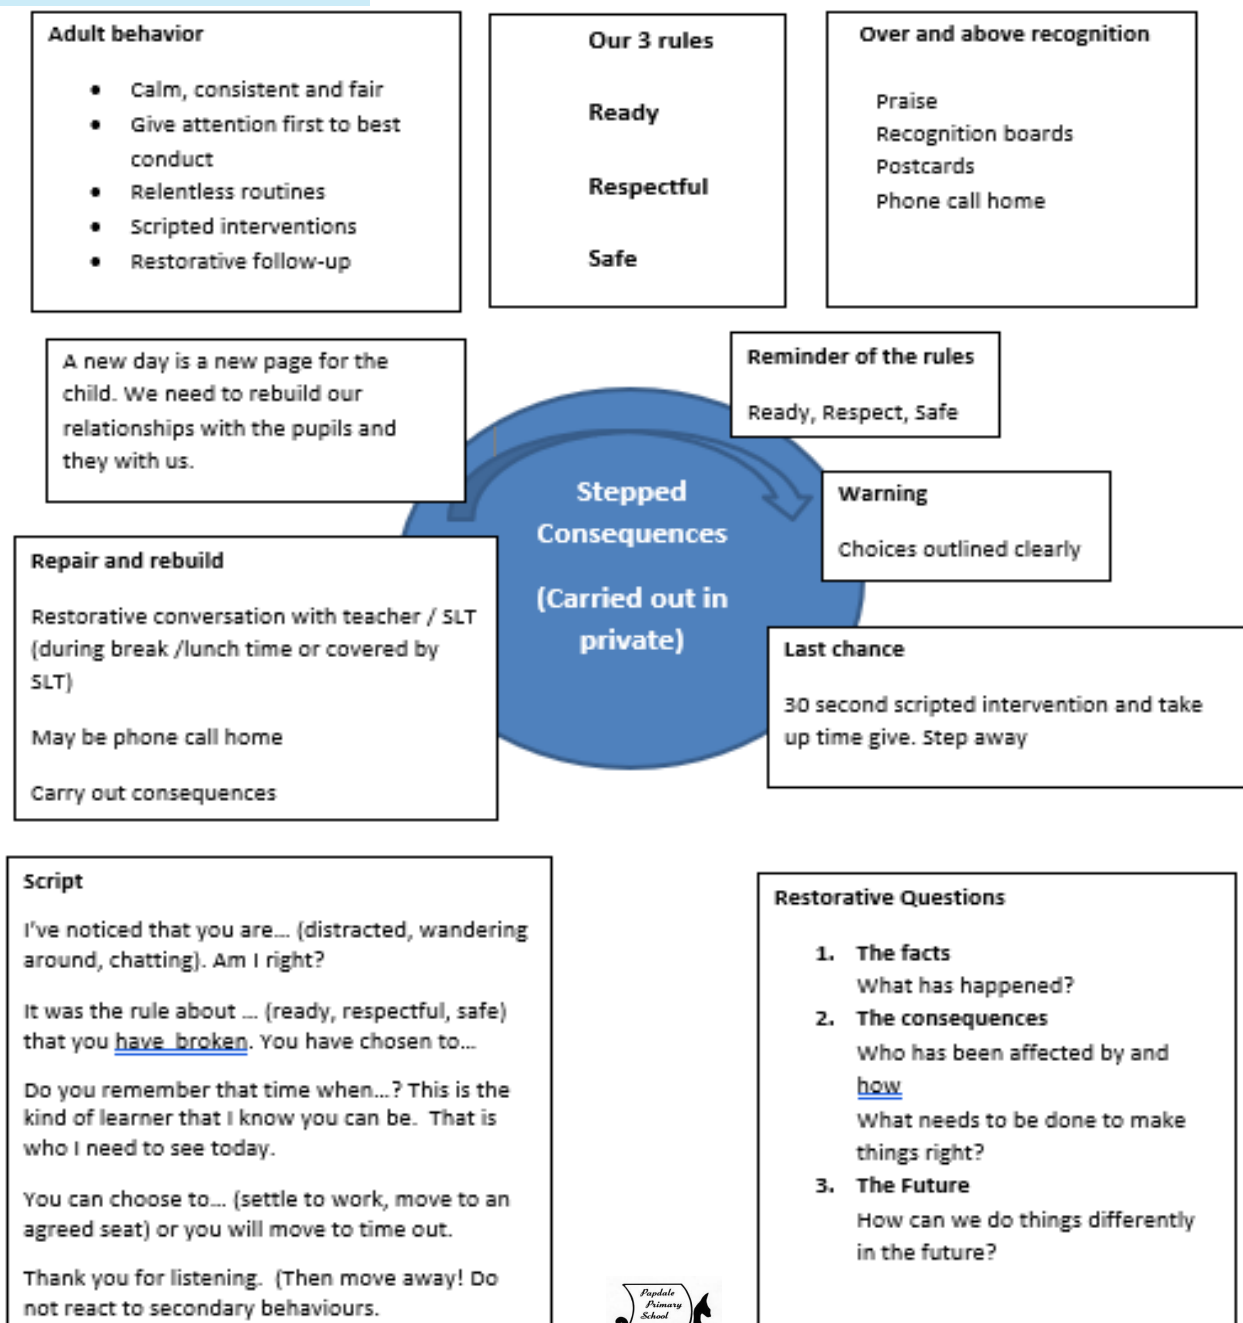 Adult behavior
• Calm, consistent and fair
• Give attention first to best
conduct
• Relentless routines
• Scripted interventions
• Restorative follow-up
Our 3 rules
Ready
Respectful
Safe
Over and above recognition
Praise
Recognition boards
Postcards
Phone call home
A new day is a new page for the
child. We need to rebuild our
relationships with the pupils and
they with us.
Reminder of the rules
Ready, Respect, Safe
Stepped
Consequences
(Carried out in
private)
Warning
Choices outlined clearly
Repair and rebuild
Restorative conversation with teacher / SLT
(during break /lunch time or covered by
SLT)
May be phone call home
Carry out consequences
Last chance
30 second scripted intervention and take
up time give. Step away
Script
I've noticed that you are... (distracted, wandering
around, chatting). Am I right?
It was the rule about ... (ready, respectful, safe)
that you have  broken. You have chosen to...
Do you remember that time when...? This is the
kind of learner that I know you can be.  That is
who I need to see today.
You can choose to... (settle to work, move to an
agreed seat) or you will move to time out.
Thank you for listening.  (Then move away! Do
not react to secondary behaviours.
Restorative Questions
1. The facts
What has happened?
2. The consequences
Who has been affected by and
how
What needs to be done to make
things right?
3. The Future
How can we do things differently
in the future?
Papdale
Primary
School